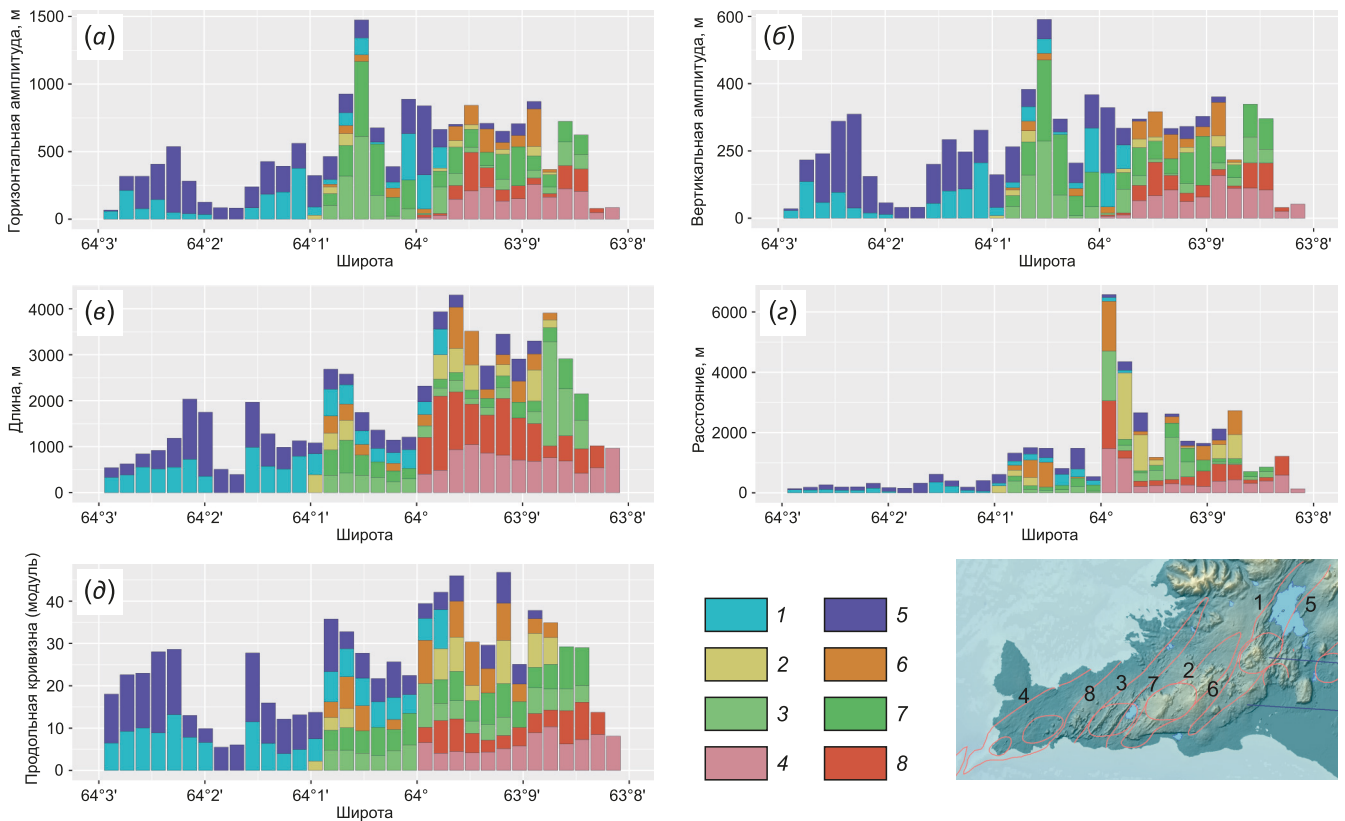 (а)
Горизонтальная амплитуда, м
1500
1000
500
0
64°3' 64°2' 64°1' 64° 63°9' 63°8'
Широта
(б)
Вертикальная амплитуда, м
600
400
250
0
64°3' 64°2' 64°1' 64° 63°9' 63°8'
Широта
(в)
Длина, м
4000
3000
2000
1000
0
64°3' 64°2' 64°1' 64° 63°9' 63°8'
Широта
(г)
Расстояние, м
6000
4000
2000
0
64°3' 64°2' 64°1' 64° 63°9' 63°8'
Широта
(д)
Продольная кривизна (модуль)
40
30
20
10
0
64°3' 64°2' 64°1' 64° 63°9' 63°8'
Широта
1 5
2 6
3 7
4 8
1 5
2
4 8 3 7 6